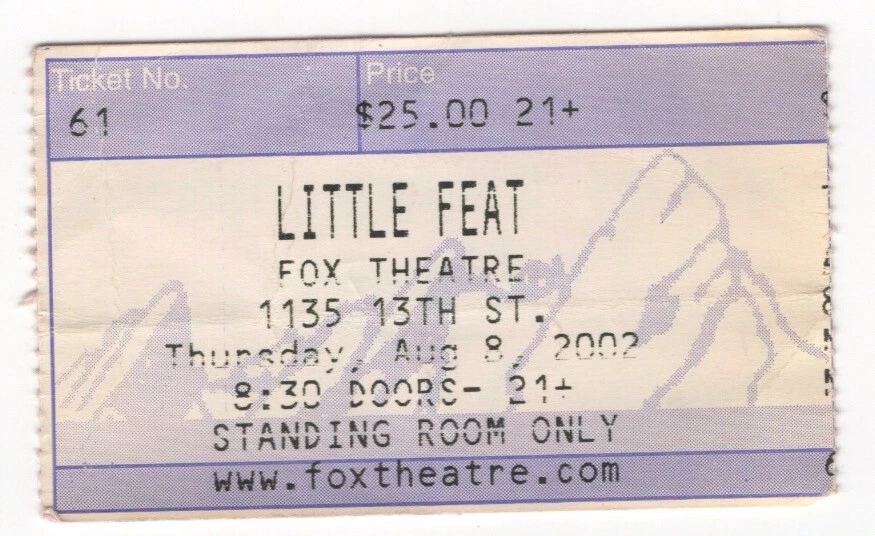 Ticket No.
Price
61
$25.00 21+
LITTLE FEAT
FOX THEATRE
1135 13TH ST.
Thursday, Aug 8, 2002
8:30 DOORS- 21+
STANDING ROOM ONLY
www.foxtheatre.com